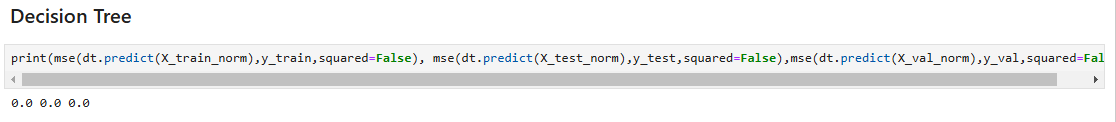 Decision Tree
print(mse(dt.predict(X_train_norm),y_train,squared=False), mse(dt.predict(X_test_norm),y_test,squared=False),mse(dt.predict(X_val_norm),y_val,squared=Fal
0.0 0.0 0.0